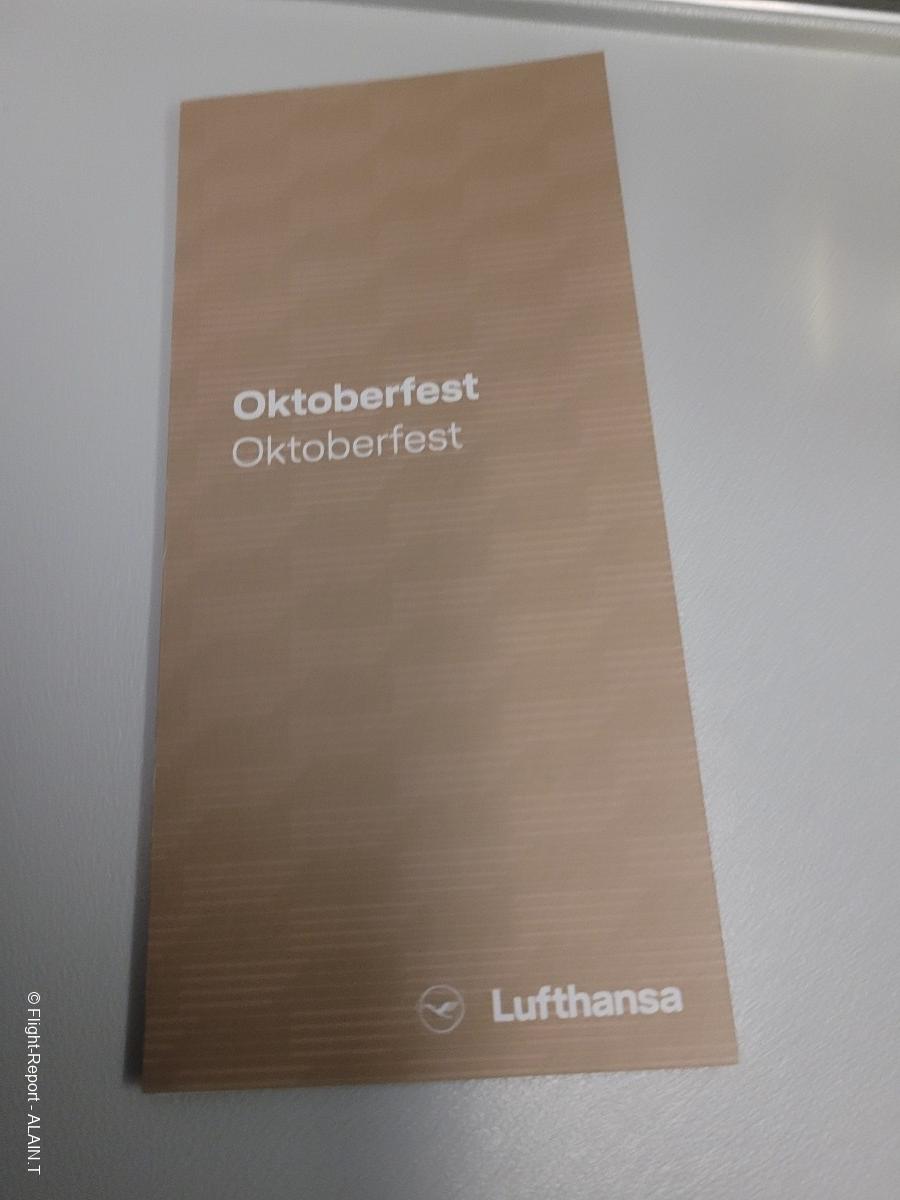 Oktoberfest
Oktoberfest
Lufthansa
© Flight-Report - ALAIN.T